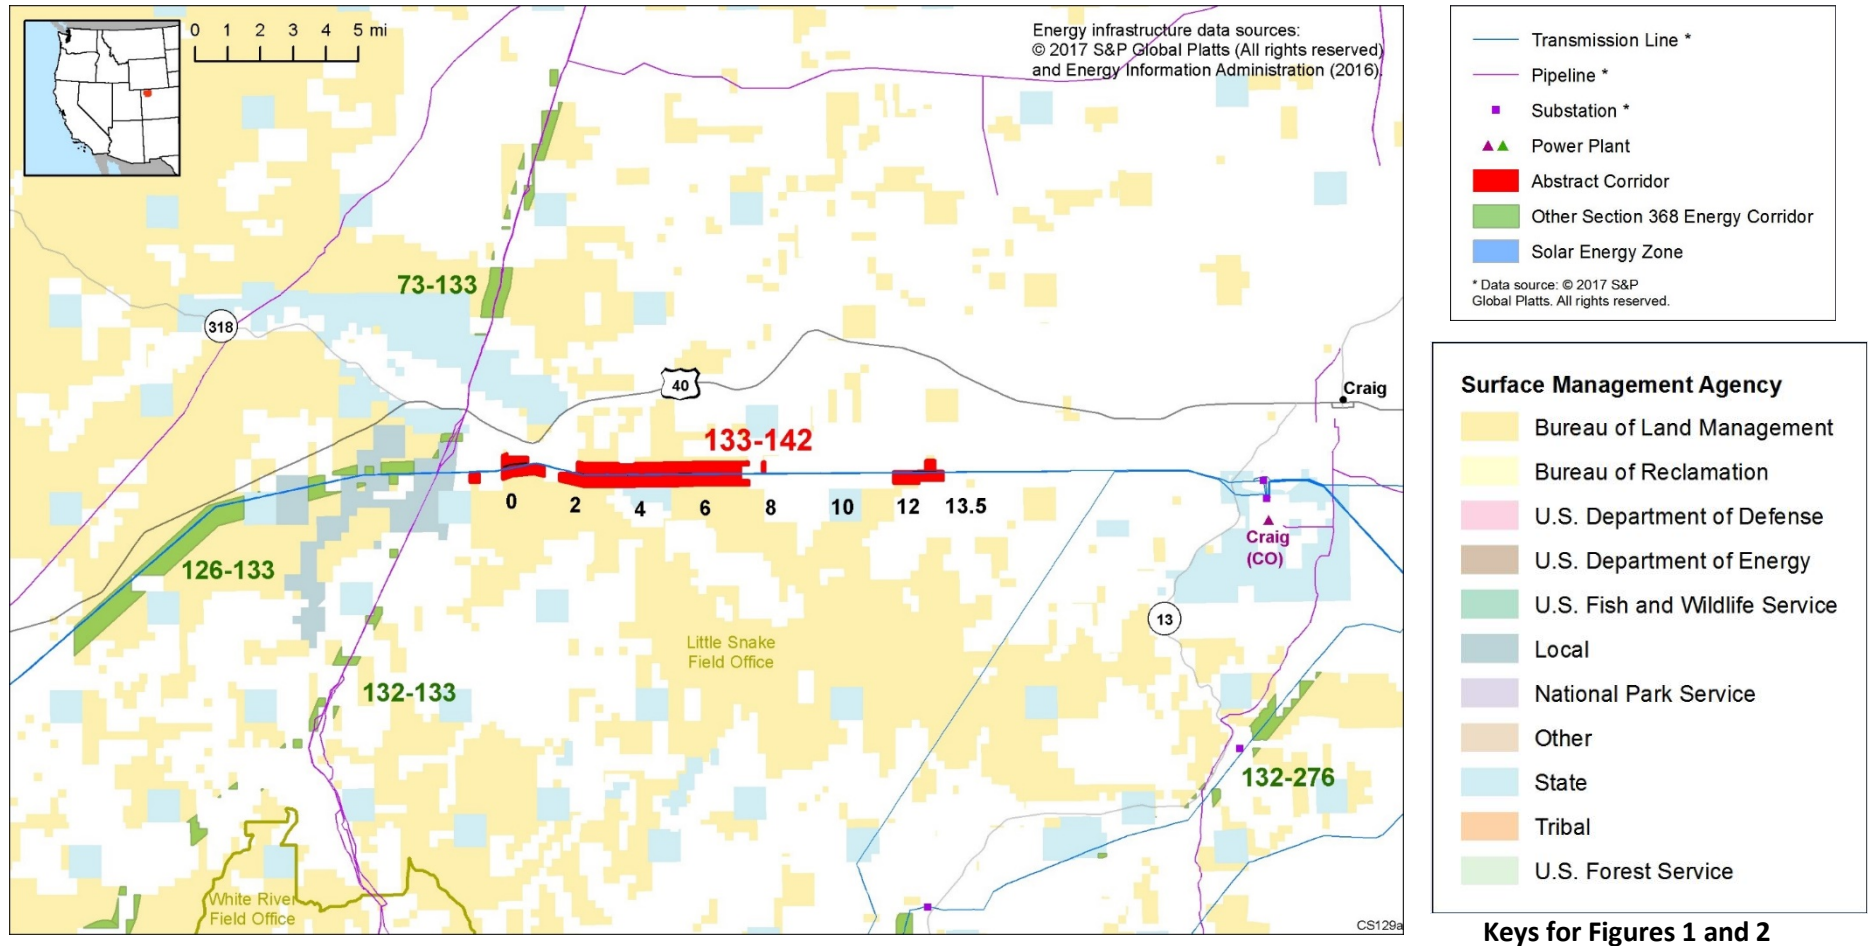 0 1 2 3 4 5 mi
Energy infrastructure data sources:
© 2017 S&P Global Platts (All rights reserved)
and Energy Information Administration (2016).
73-133
318
40
Craig
133-142
0 2 4 6 8 10 12 13.5
126-133
Craig
(CO)
13
Little Snake
Field Office
132-133
132-276
White River
Field Office
CS129a
Transmission Line *
Pipeline *
Substation *
Power Plant
Abstract Corridor
Other Section 368 Energy Corridor
Solar Energy Zone
* Data source: © 2017 S&P
Global Platts. All rights reserved.
Surface Management Agency
Bureau of Land Management
Bureau of Reclamation
U.S. Department of Defense
U.S. Department of Energy
U.S. Fish and Wildlife Service
Local
National Park Service
Other
State
Tribal
U.S. Forest Service
Keys for Figures 1 and 2